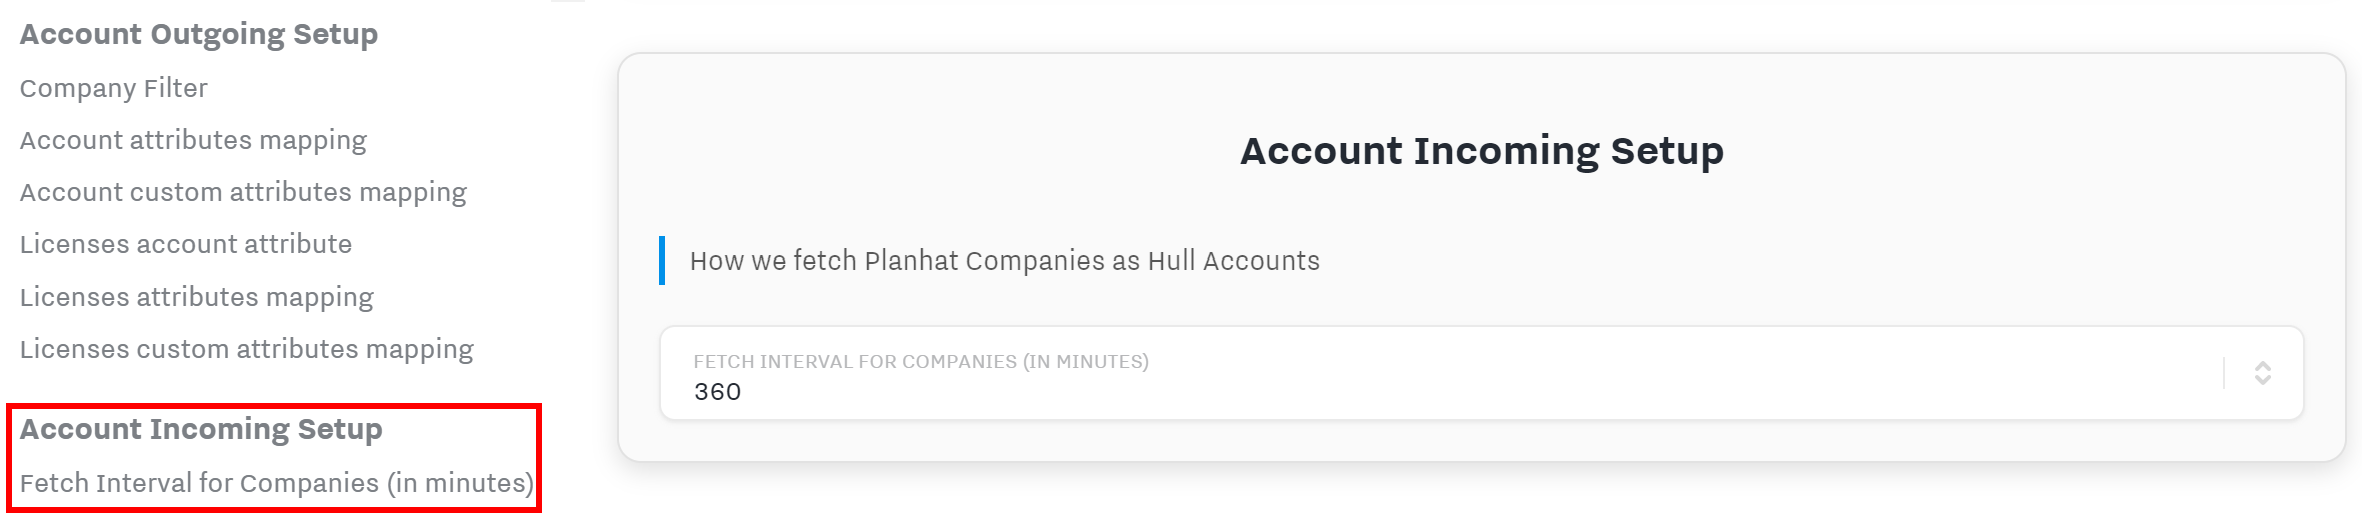 Account Outgoing Setup
Company Filter
Account attributes mapping
Account custom attributes mapping
Licenses account attribute
Licenses attributes mapping
Licenses custom attributes mapping
Account Incoming Setup
Fetch Interval for Companies (in minutes)
Account Incoming Setup
How we fetch Planhat Companies as Hull Accounts
FETCH INTERVAL FOR COMPANIES (IN MINUTES)
360